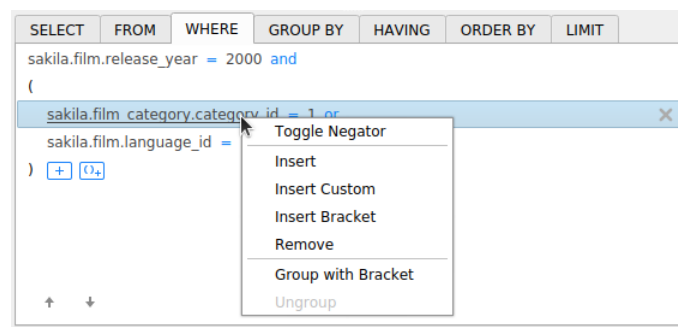 SELECT FROM WHERE GROUP BY HAVING ORDER BY LIMIT
sakila.film.release_year = 2000 and
(
sakila.film_category.category_id = 1 or
sakila.film.language_id =
) + ()+
Toggle Negator
Insert
Insert Custom
Insert Bracket
Remove
Group with Bracket
Ungroup